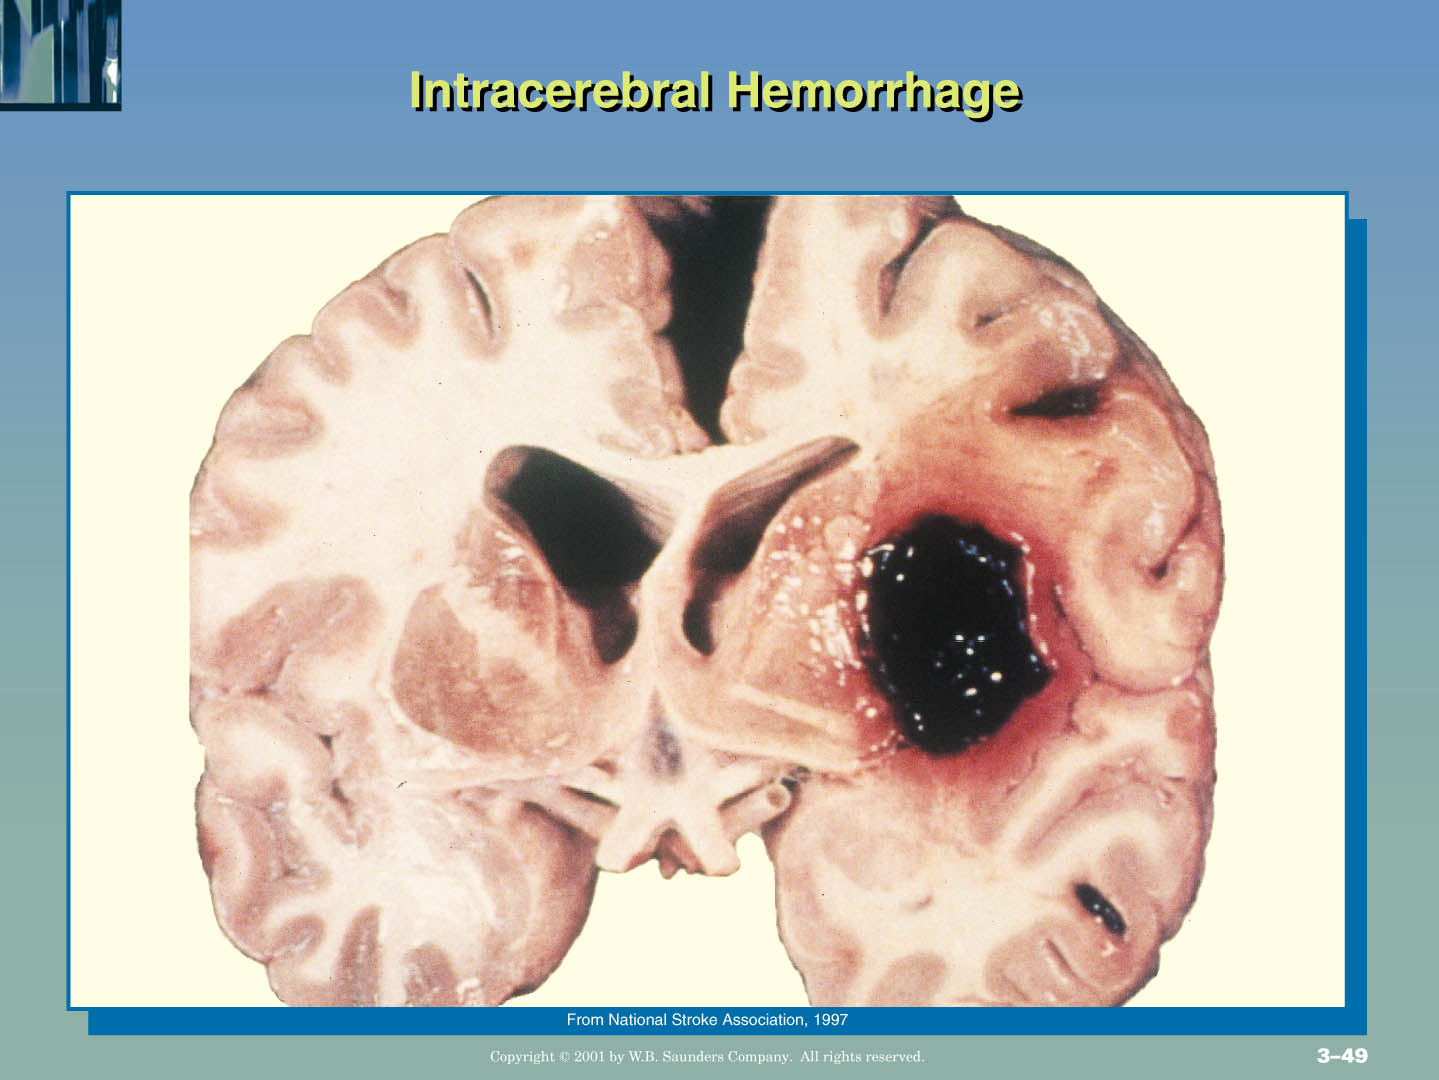 Intracerebral Hemorrhage
From National Stroke Association, 1997
Copyright © 2001 by W.B. Saunders Company. All rights reserved.
3–49